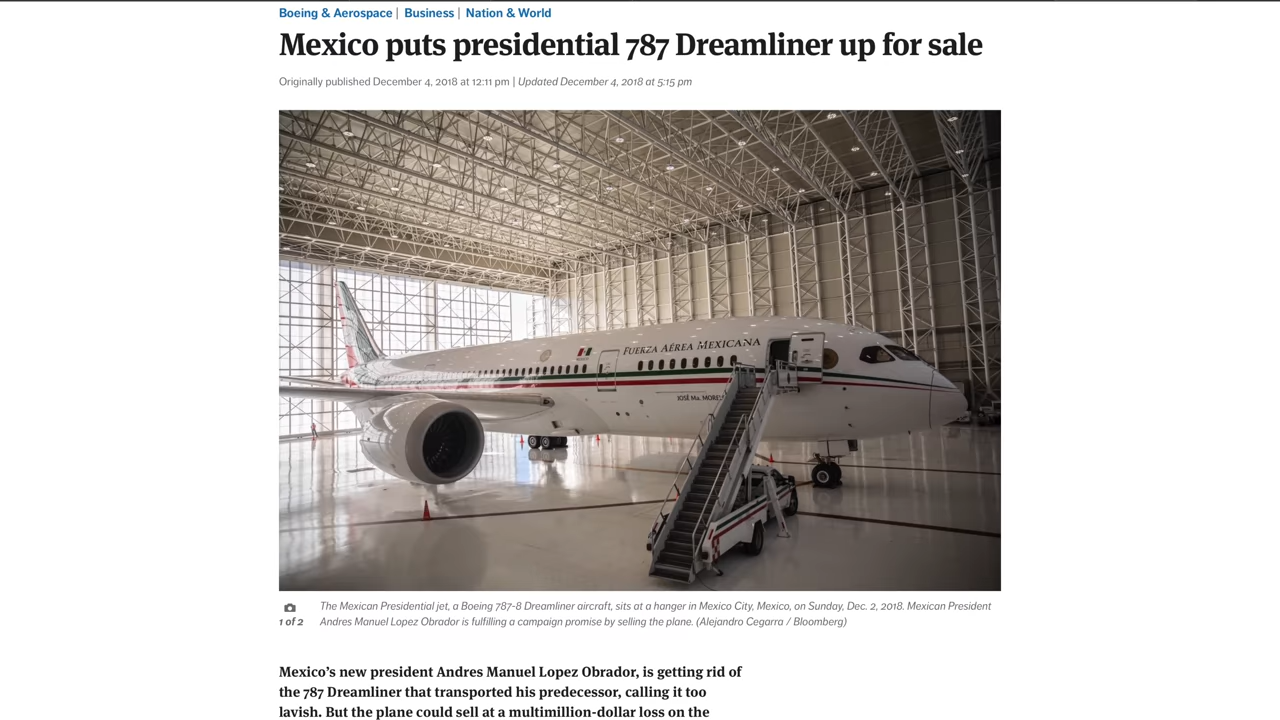 Boeing & Aerospace | Business | Nation & World
Mexico puts presidential 787 Dreamliner up for sale
Originally published December 4, 2018 at 12:11 pm | Updated December 4, 2018 at 5:15 pm
FUERZA AÉREA MEXICANA
JOSÉ Ma.
1 of 2
The Mexican Presidential jet, a Boeing 787-8 Dreamliner aircraft, sits at a hanger in Mexico City, Mexico, on Sunday, Dec. 2, 2018. Mexican President
Andres Manuel Lopez Obrador is fulfilling a campaign promise by selling the plane. (Alejandro Cegarra / Bloomberg)
Mexico’s new president Andres Manuel Lopez Obrador, is getting rid of
the 787 Dreamliner that transported his predecessor, calling it too
lavish. But the plane could sell at a multimillion-dollar loss on the